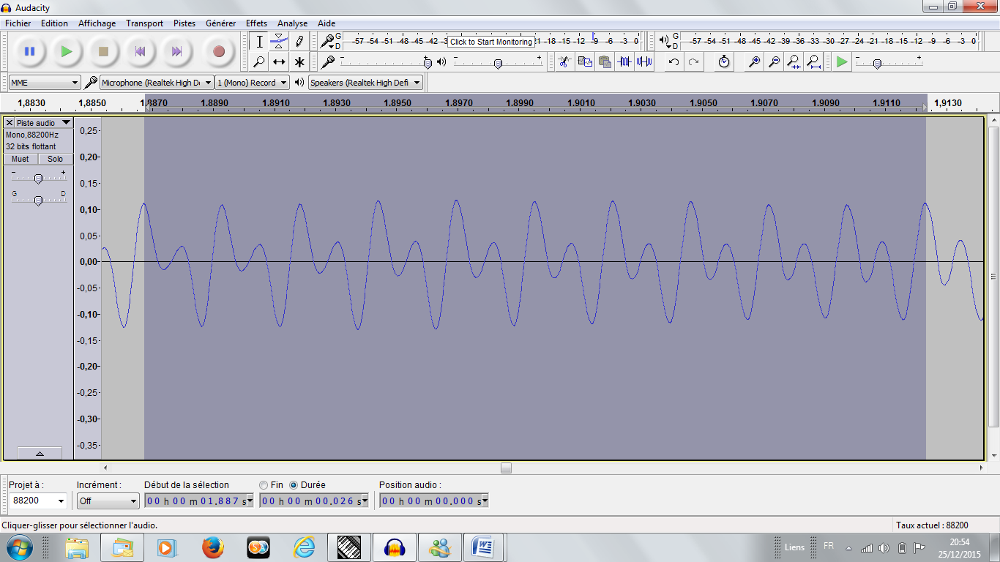 Audacity
Fichier Edition Affichage Transport Pistes Générer Effets Analyse Aide
G D -57 -54 -51 -48 -45 -42 Click to Start Monitoring 21 -18 -15 -12 -9 -6 -3 0 G D -57 -54 -51 -48 -45 -42 -39 -36 -33 -30 -27 -24 -21 -18 -15 -12 -9 -6 -3 0
- + - + - +
MME Microphone (Realtek High D 1 (Mono) Record Speakers (Realtek High Defi
1,8830 1,8850 1,8870 1,8890 1,8910 1,8930 1,8950 1,8970 1,8990 1,9010 1,9030 1,9050 1,9070 1,9090 1,9110 1,9130
X Piste audio
Mono,88200Hz
32 bits flottant
Muet Solo
- +
G D
0,25
0,20
0,15
0,10
0,05
0,00
-0,05
-0,10
-0,15
-0,20
-0,25
-0,30
-0,35
Projet à : Incrément : Début de la sélection Fin Durée Position audio :
88200 Off 00 h 00 m 01.887 s 00 h 00 m 00.026 s 00 h 00 m 00.000 s
Cliquer-glisser pour sélectionner l'audio. Taux actuel : 88200
Liens FR 20:54
25/12/2015